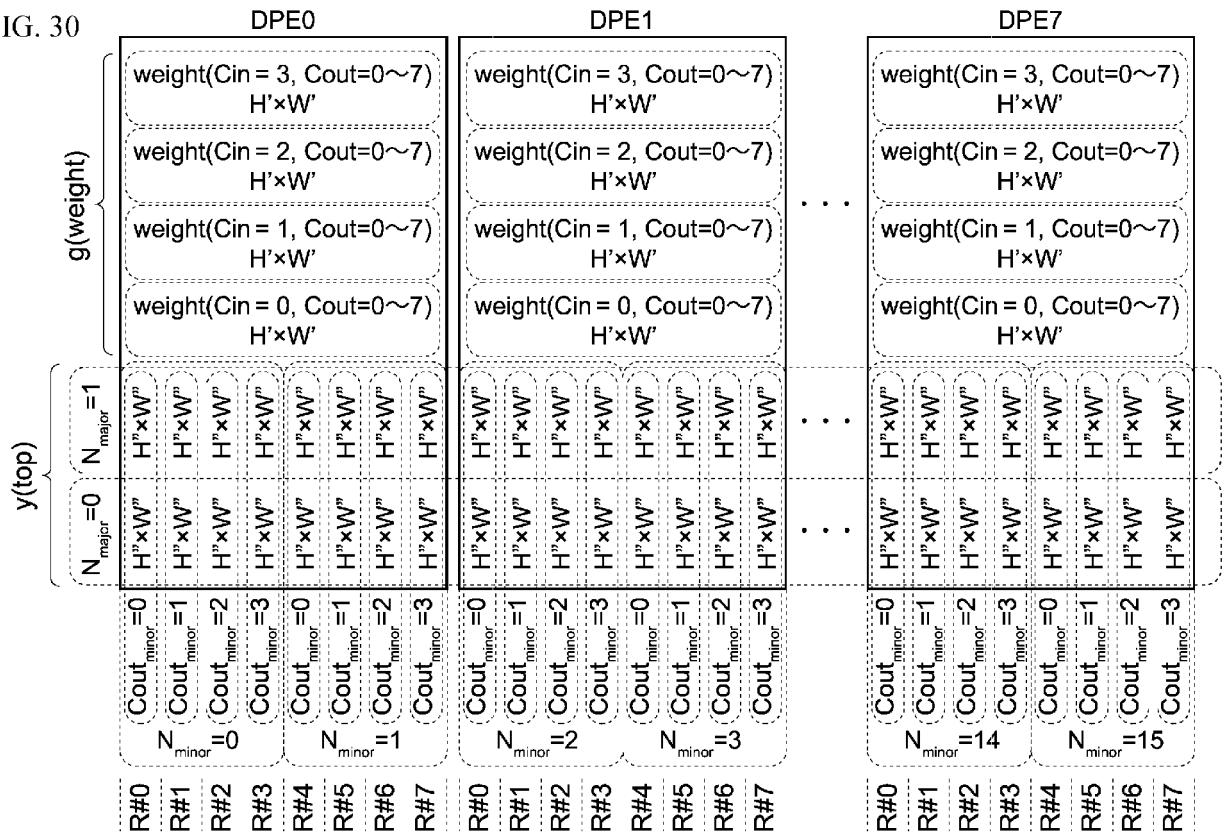 IG. 30
DPE0 DPE1 DPE7
weight(Cin = 3, Cout=0～7) weight(Cin = 3, Cout=0～7) weight(Cin = 3, Cout=0～7)
H'×W' H'×W' H'×W'
weight(Cin = 2, Cout=0～7) weight(Cin = 2, Cout=0～7) weight(Cin = 2, Cout=0～7)
H'×W' H'×W' H'×W'
g(weight)
weight(Cin = 1, Cout=0～7) weight(Cin = 1, Cout=0～7) · · · weight(Cin = 1, Cout=0～7)
H'×W' H'×W' H'×W'
weight(Cin = 0, Cout=0～7) weight(Cin = 0, Cout=0～7) weight(Cin = 0, Cout=0～7)
H'×W' H'×W' H'×W'
y(top)
Nmajor=1 H”×W” H”×W” H”×W” H”×W” H”×W” H”×W” H”×W” H”×W” H”×W” H”×W” H”×W” H”×W” H”×W” H”×W” H”×W” H”×W” · · · H”×W” H”×W” H”×W” H”×W” H”×W” H”×W” H”×W” H”×W”
Nmajor=0 H”×W” H”×W” H”×W” H”×W” H”×W” H”×W” H”×W” H”×W” H”×W” H”×W” H”×W” H”×W” H”×W” H”×W” H”×W” H”×W” · · · H”×W” H”×W” H”×W” H”×W” H”×W” H”×W” H”×W” H”×W”
Coutminor=0 Coutminor=1 Coutminor=2 Coutminor=3 Coutminor=0 Coutminor=1 Coutminor=2 Coutminor=3 Coutminor=0 Coutminor=1 Coutminor=2 Coutminor=3 Coutminor=0 Coutminor=1 Coutminor=2 Coutminor=3 Coutminor=0 Coutminor=1 Coutminor=2 Coutminor=3 Coutminor=0 Coutminor=1 Coutminor=2 Coutminor=3
Nminor=0 Nminor=1 Nminor=2 Nminor=3 Nminor=14 Nminor=15
R#0 R#1 R#2 R#3 R#4 R#5 R#6 R#7 R#0 R#1 R#2 R#3 R#4 R#5 R#6 R#7 R#0 R#1 R#2 R#3 R#4 R#5 R#6 R#7